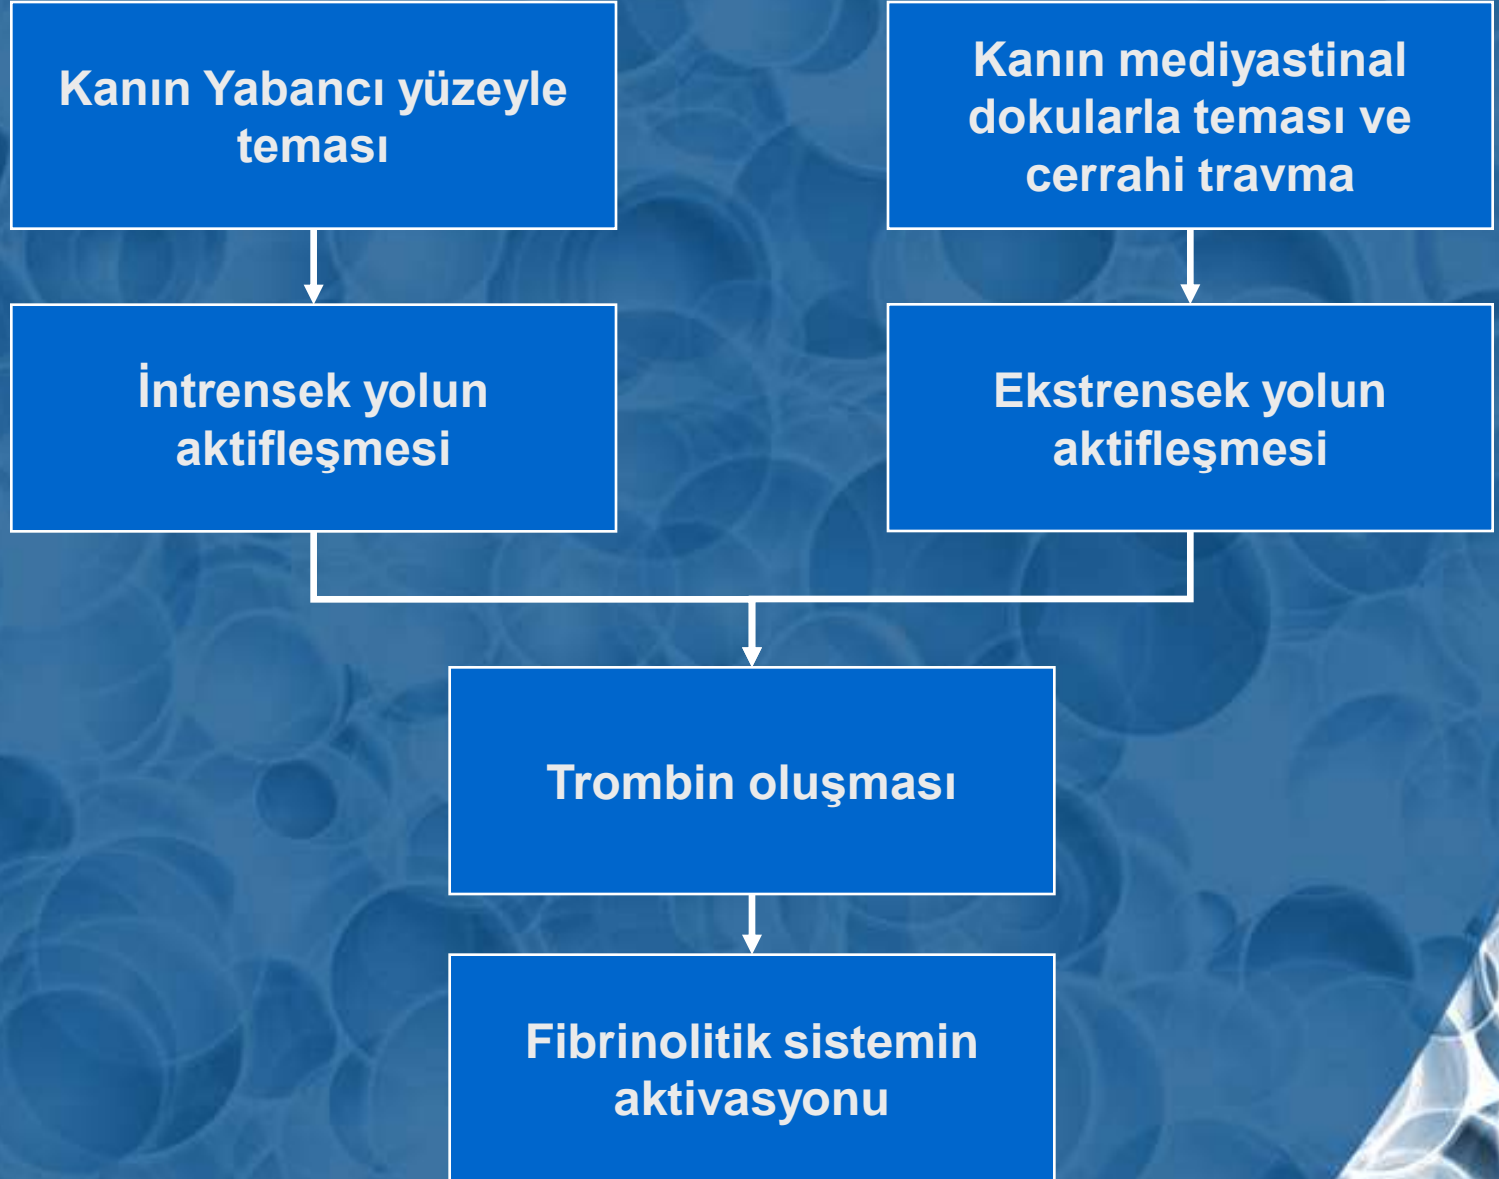 Kanın Yabancı yüzeyle
teması
Kanın mediyastinal
dokularla teması ve
cerrahi travma
İntrensek yolun
aktifleşmesi
Ekstrensek yolun
aktifleşmesi
Trombin oluşması
Fibrinolitik sistemin
aktivasyonu